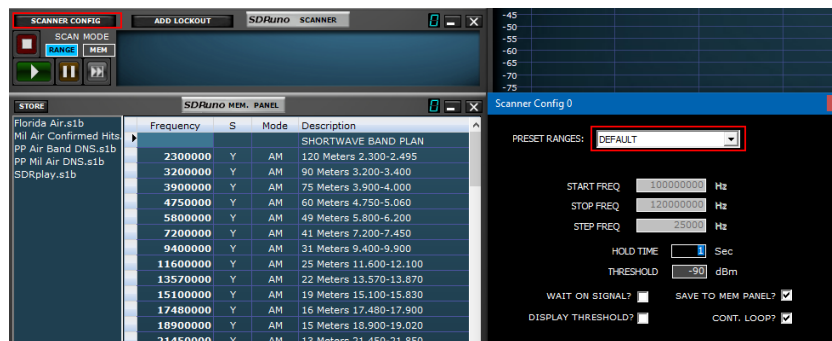 SCANNER CONFIG ADD LOCKOUT SDRuno SCANNER
SCAN MODE
RANGE MEM
-45
-50
-55
-60
-65
-70
-75
STORE SDRuno MEM. PANEL
Florida Air.s1b
Mil Air Confirmed Hits.
PP Air Band DNS.s1b
PP Mil Air DNS.s1b
SDRplay.s1b
Frequency S Mode Description
SHORTWAVE BAND PLAN
2300000 Y AM 120 Meters 2.300-2.495
3200000 Y AM 90 Meters 3.200-3.400
3900000 Y AM 75 Meters 3.900-4.000
4750000 Y AM 60 Meters 4.750-5.060
5800000 Y AM 49 Meters 5.800-6.200
7200000 Y AM 41 Meters 7.200-7.450
9400000 Y AM 31 Meters 9.400-9.900
11600000 Y AM 25 Meters 11.600-12.100
13570000 Y AM 22 Meters 13.570-13.870
15100000 Y AM 19 Meters 15.100-15.830
17480000 Y AM 16 Meters 17.480-17.900
18900000 Y AM 15 Meters 18.900-19.020
21450000 Y AM 13 Meters 21.450-21.850
Scanner Config 0
PRESET RANGES: DEFAULT
START FREQ 100000000 Hz
STOP FREQ 120000000 Hz
STEP FREQ 25000 Hz
HOLD TIME 1 Sec
THRESHOLD -90 dBm
WAIT ON SIGNAL? SAVE TO MEM PANEL?
DISPLAY THRESHOLD? CONT. LOOP?